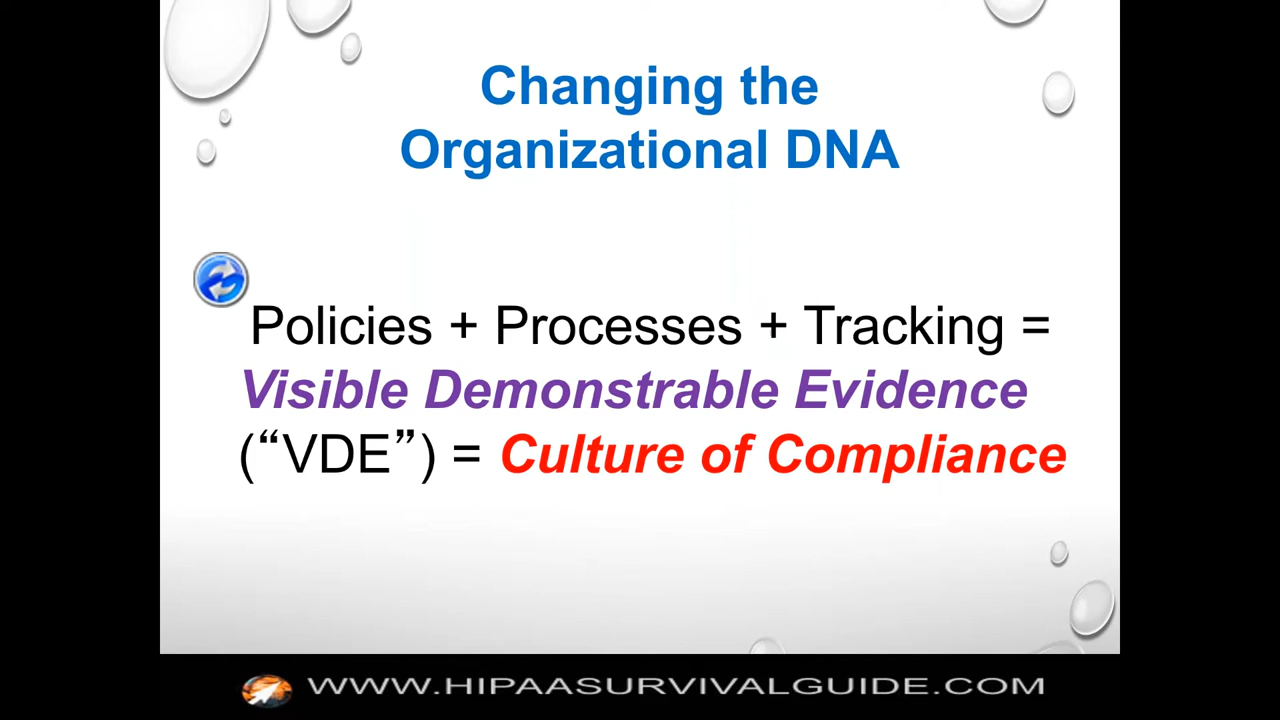 Changing the
Organizational DNA
Policies + Processes + Tracking =
Visible Demonstrable Evidence
(“VDE”) = Culture of Compliance
WWW.HIPAASURVIVALGUIDE.COM